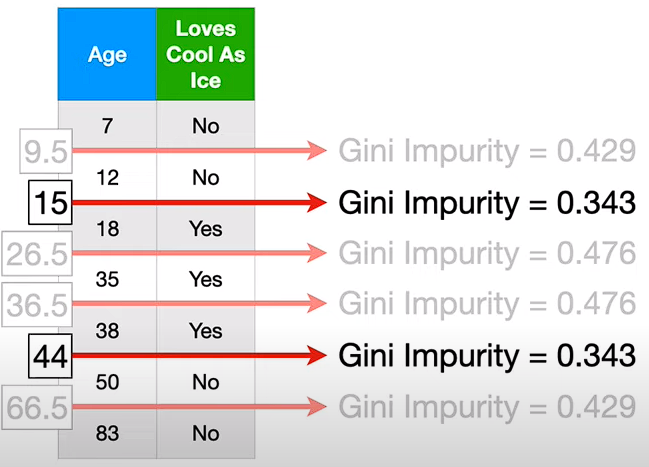 Age
Loves
Cool As
Ice
7 No
9.5 Gini Impurity = 0.429
12 No
15 Gini Impurity = 0.343
18 Yes
26.5 Gini Impurity = 0.476
35 Yes
36.5 Gini Impurity = 0.476
38 Yes
44 Gini Impurity = 0.343
50 No
66.5 Gini Impurity = 0.429
83 No